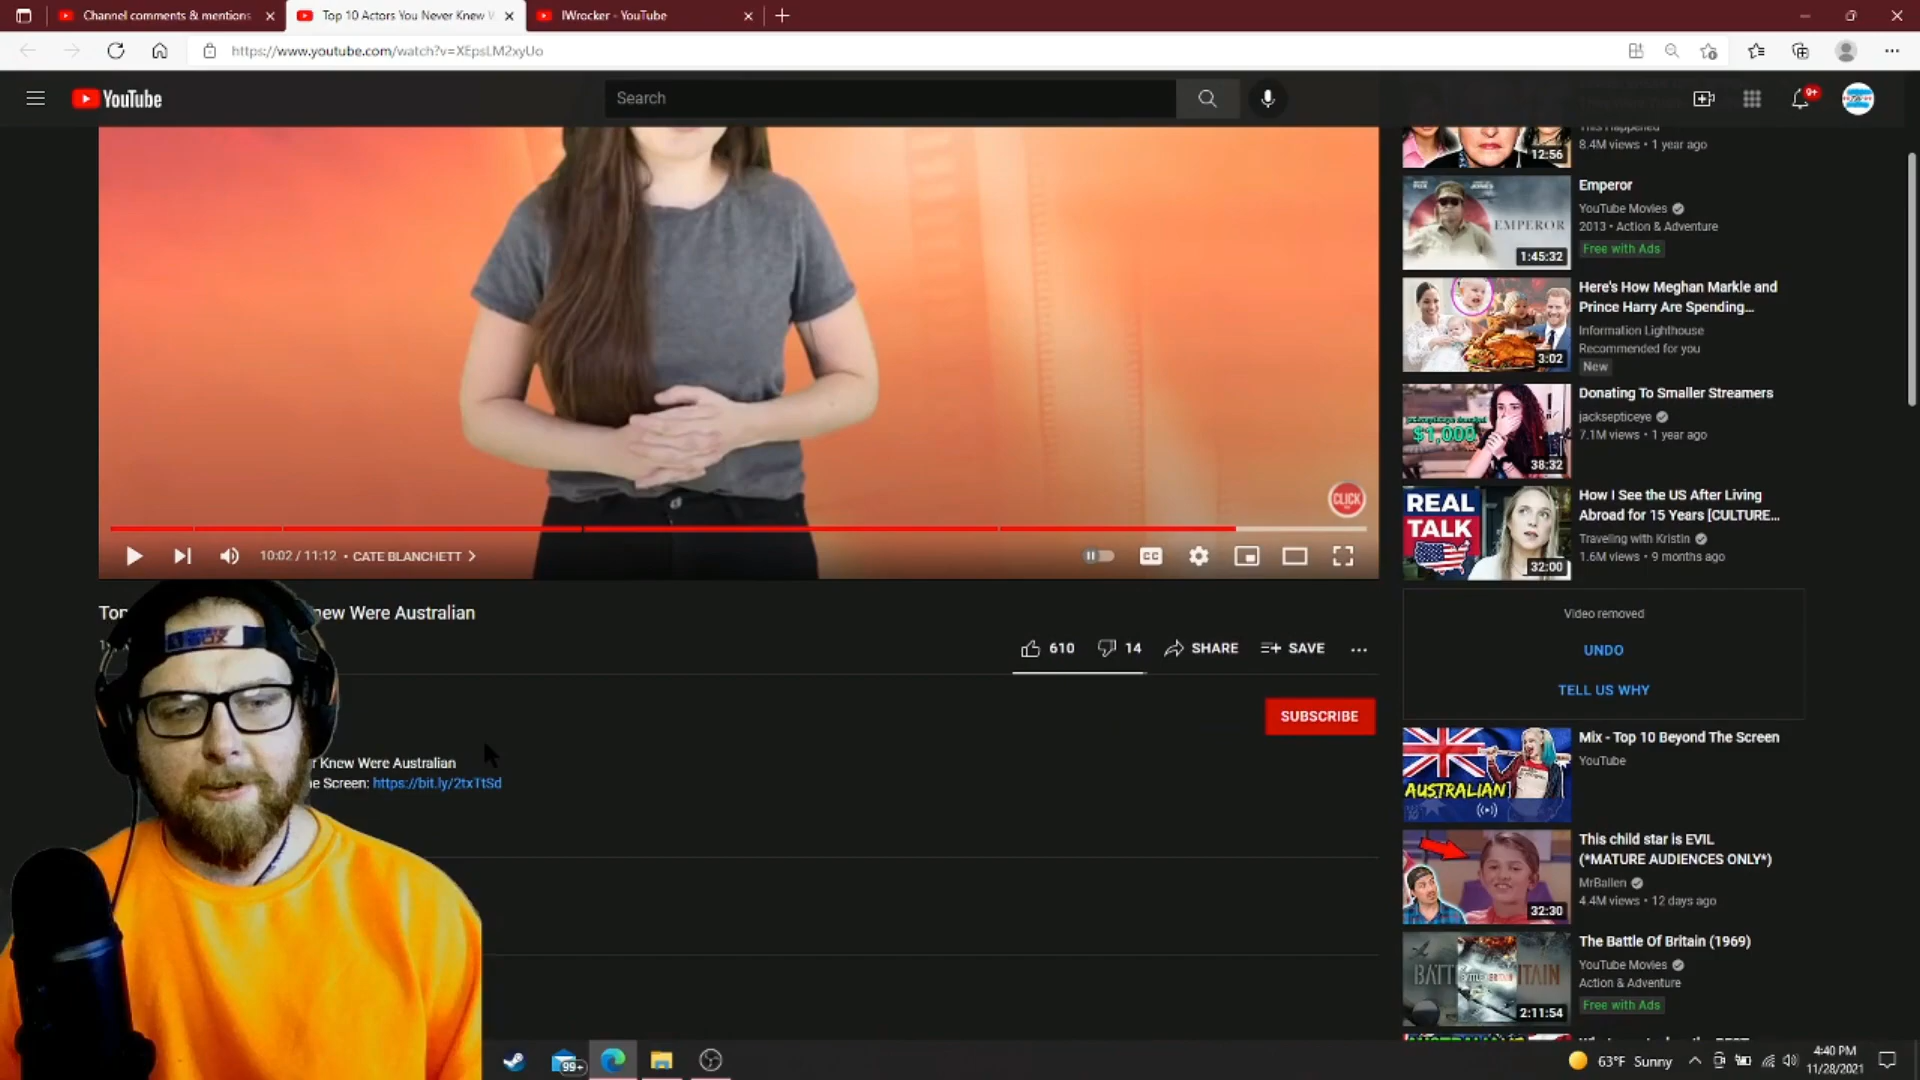 Channel comments & mentions
Top 10 Actors You Never Knew W
IWrocker - YouTube
https://www.youtube.com/watch?v=XEpsLM2xyUo
YouTube
Search
9+
This Happened
8.4M views • 1 year ago
12:56
Emperor
YouTube Movies
2013 • Action & Adventure
Free with Ads
EMPEROR
1:45:32
Here's How Meghan Markle and
Prince Harry Are Spending...
Information Lighthouse
Recommended for you
New
3:02
Donating To Smaller Streamers
jacksepticeye
7.1M views • 1 year ago
$1,000
38:32
How I See the US After Living
Abroad for 15 Years [CULTURE...
Traveling with Kristin
1.6M views • 9 months ago
REAL
TALK
32:00
CLICK
10:02 / 11:12 • CATE BLANCHETT
CC
new Were Australian
610
14
SHARE
SAVE
SUBSCRIBE
r Knew Were Australian
he Screen: https://bit.ly/2txTtSd
Video removed
UNDO
TELL US WHY
Mix - Top 10 Beyond The Screen
YouTube
AUSTRALIAN
This child star is EVIL
(*MATURE AUDIENCES ONLY*)
MrBallen
4.4M views • 12 days ago
32:30
The Battle Of Britain (1969)
YouTube Movies
Action & Adventure
Free with Ads
2:11:54
99+
63°F Sunny
4:40 PM
11/28/2021